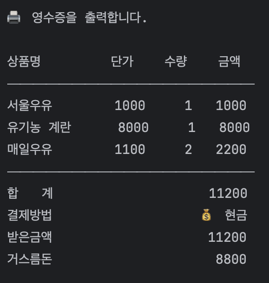 🖨️ 영수증을 출력합니다.
상품명 단가 수량 금액
서울우유 1000 1 1000
유기농 계란 8000 1 8000
매일우유 1100 2 2200
합 계 11200
결제방법 💰 현금
받은금액 11200
거스름돈 8800